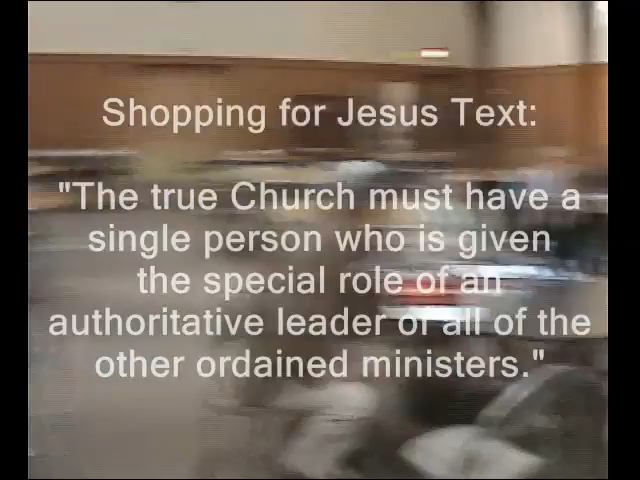 Shopping for Jesus Text:
"The true Church must have a
single person who is given
the special role of an
authoritative leader of all of the
other ordained ministers."